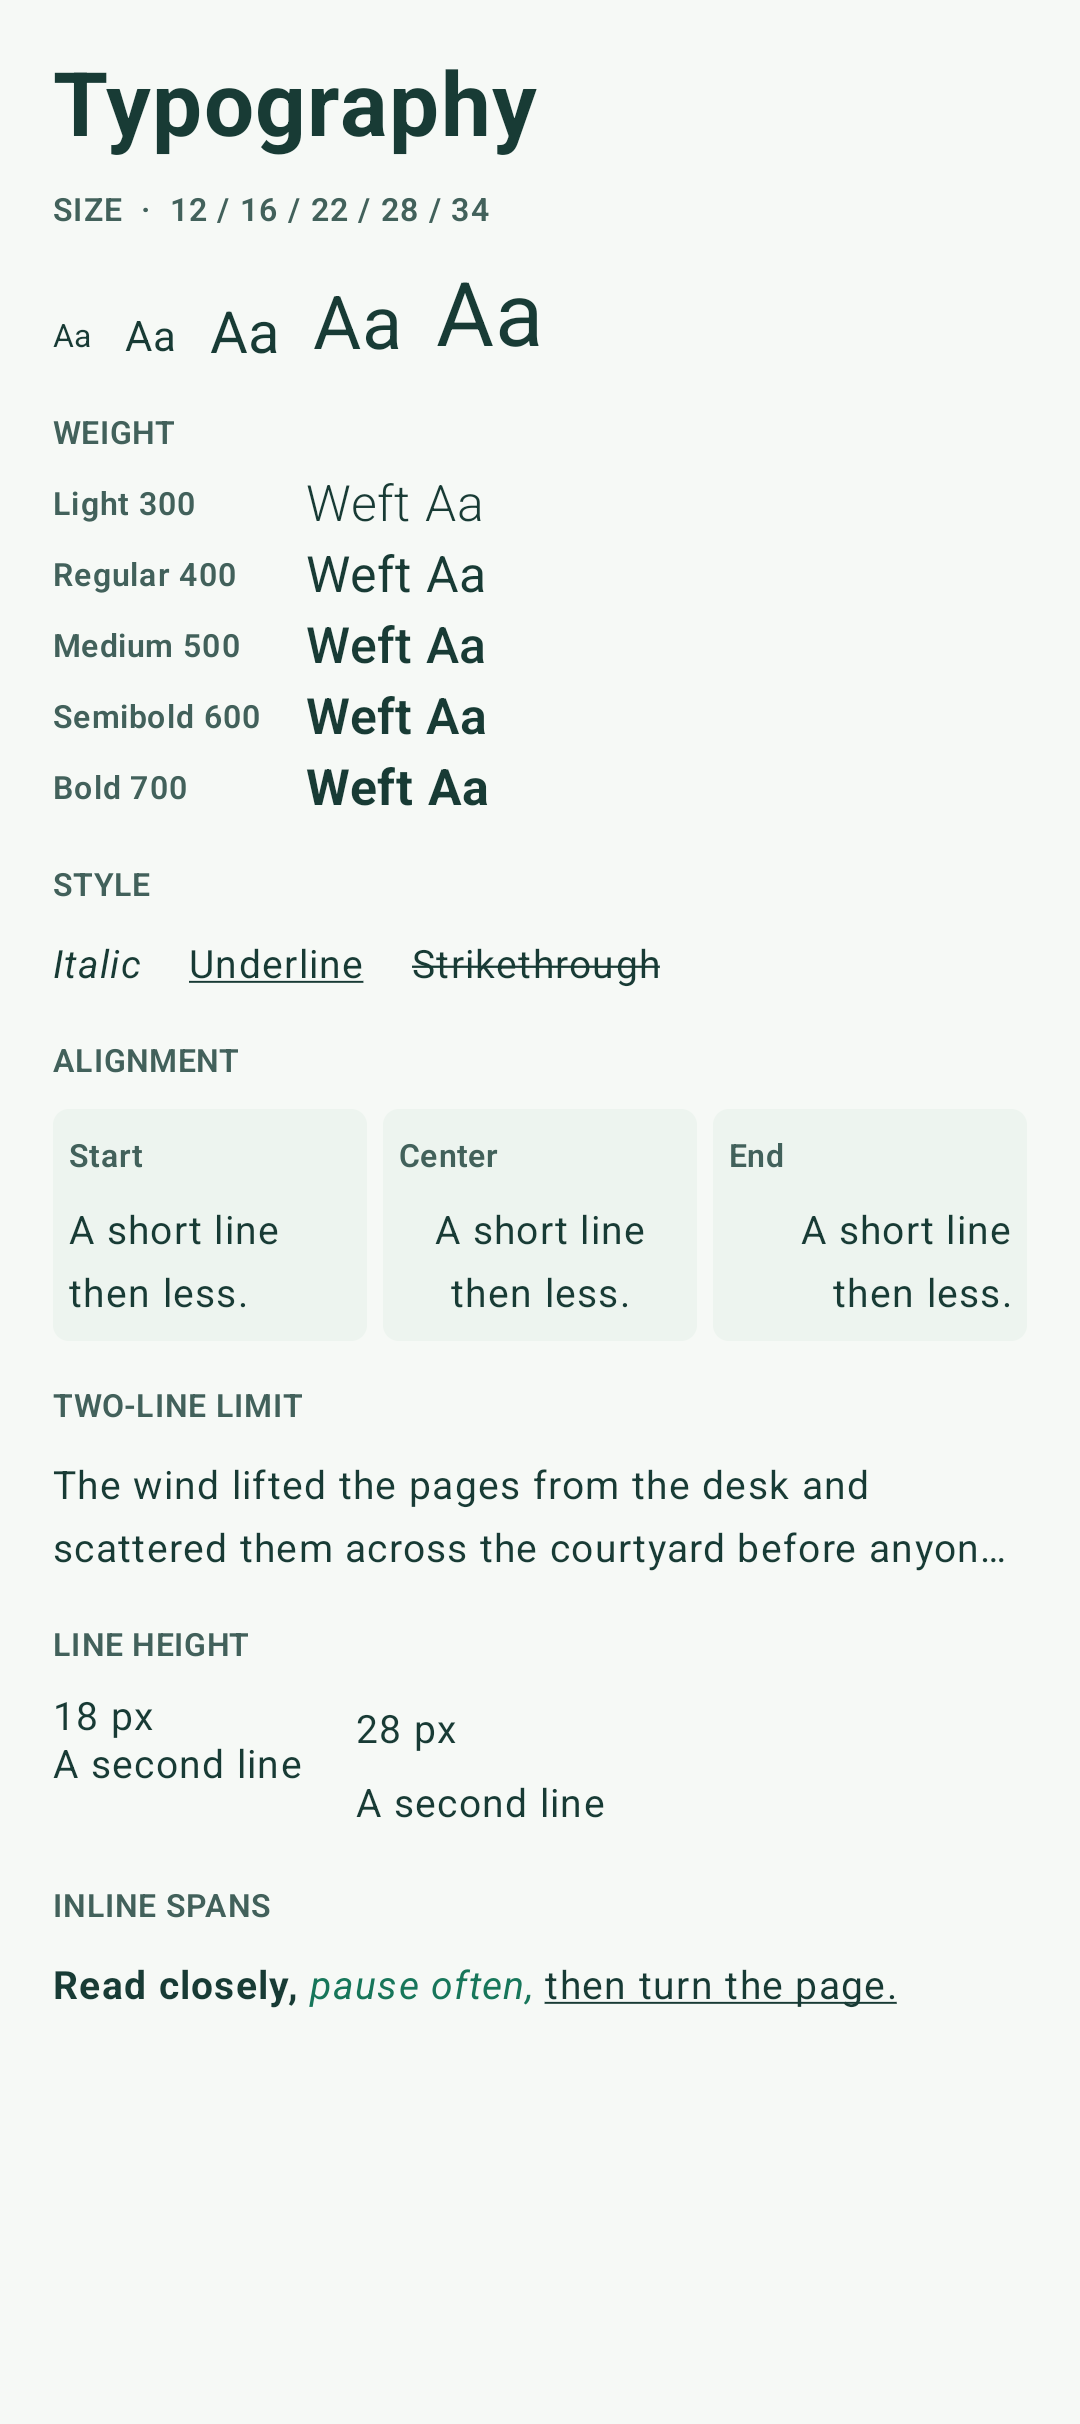 Typography
SIZE · 12 / 16 / 22 / 28 / 34
Aa Aa Aa Aa Aa
WEIGHT
Light 300 Weft Aa
Regular 400 Weft Aa
Medium 500 Weft Aa
Semibold 600 Weft Aa
Bold 700 Weft Aa
STYLE
Italic Underline Strikethrough
ALIGNMENT
Start
A short line
then less.
Center
A short line
then less.
End
A short line
then less.
TWO-LINE LIMIT
The wind lifted the pages from the desk and
scattered them across the courtyard before anyon…
LINE HEIGHT
18 px
A second line
28 px
A second line
INLINE SPANS
Read closely, pause often, then turn the page.